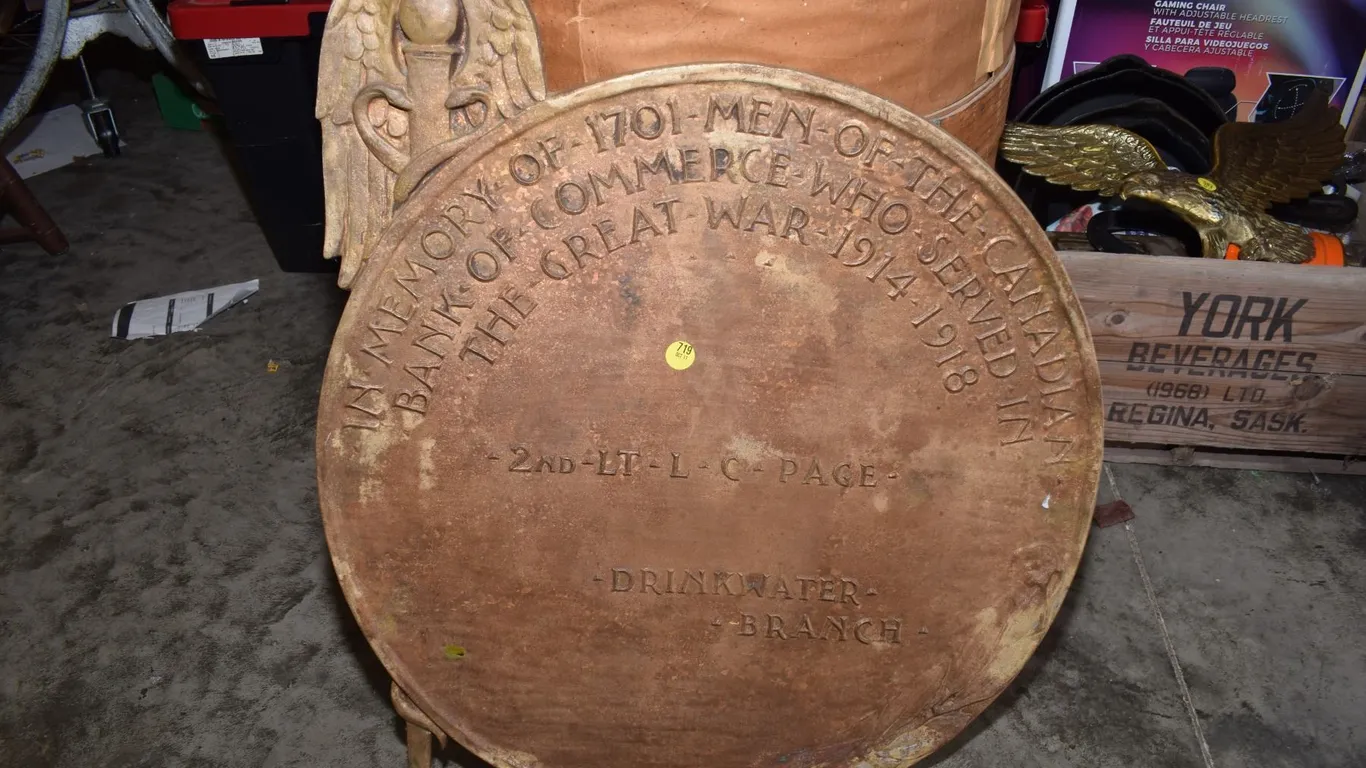 IN·MEMORY·OF·1701·MEN·OF·THE·CANADIAN
BANK·OF·COMMERCE·WHO·SERVED·IN
·THE·GREAT·WAR·1914·1918·
719
-2ND-LT-L-C-PAGE-
-DRINKWATER-
-BRANCH-
GAMING CHAIR
WITH ADJUSTABLE HEADREST
FAUTEUIL DE JEU
ET APPUI-TÊTE RÉGLABLE
SILLA PARA VIDEOJUEGOS
Y CABECERA AJUSTABLE
YORK
BEVERAGES
(1968) LTD
REGINA, SASK.